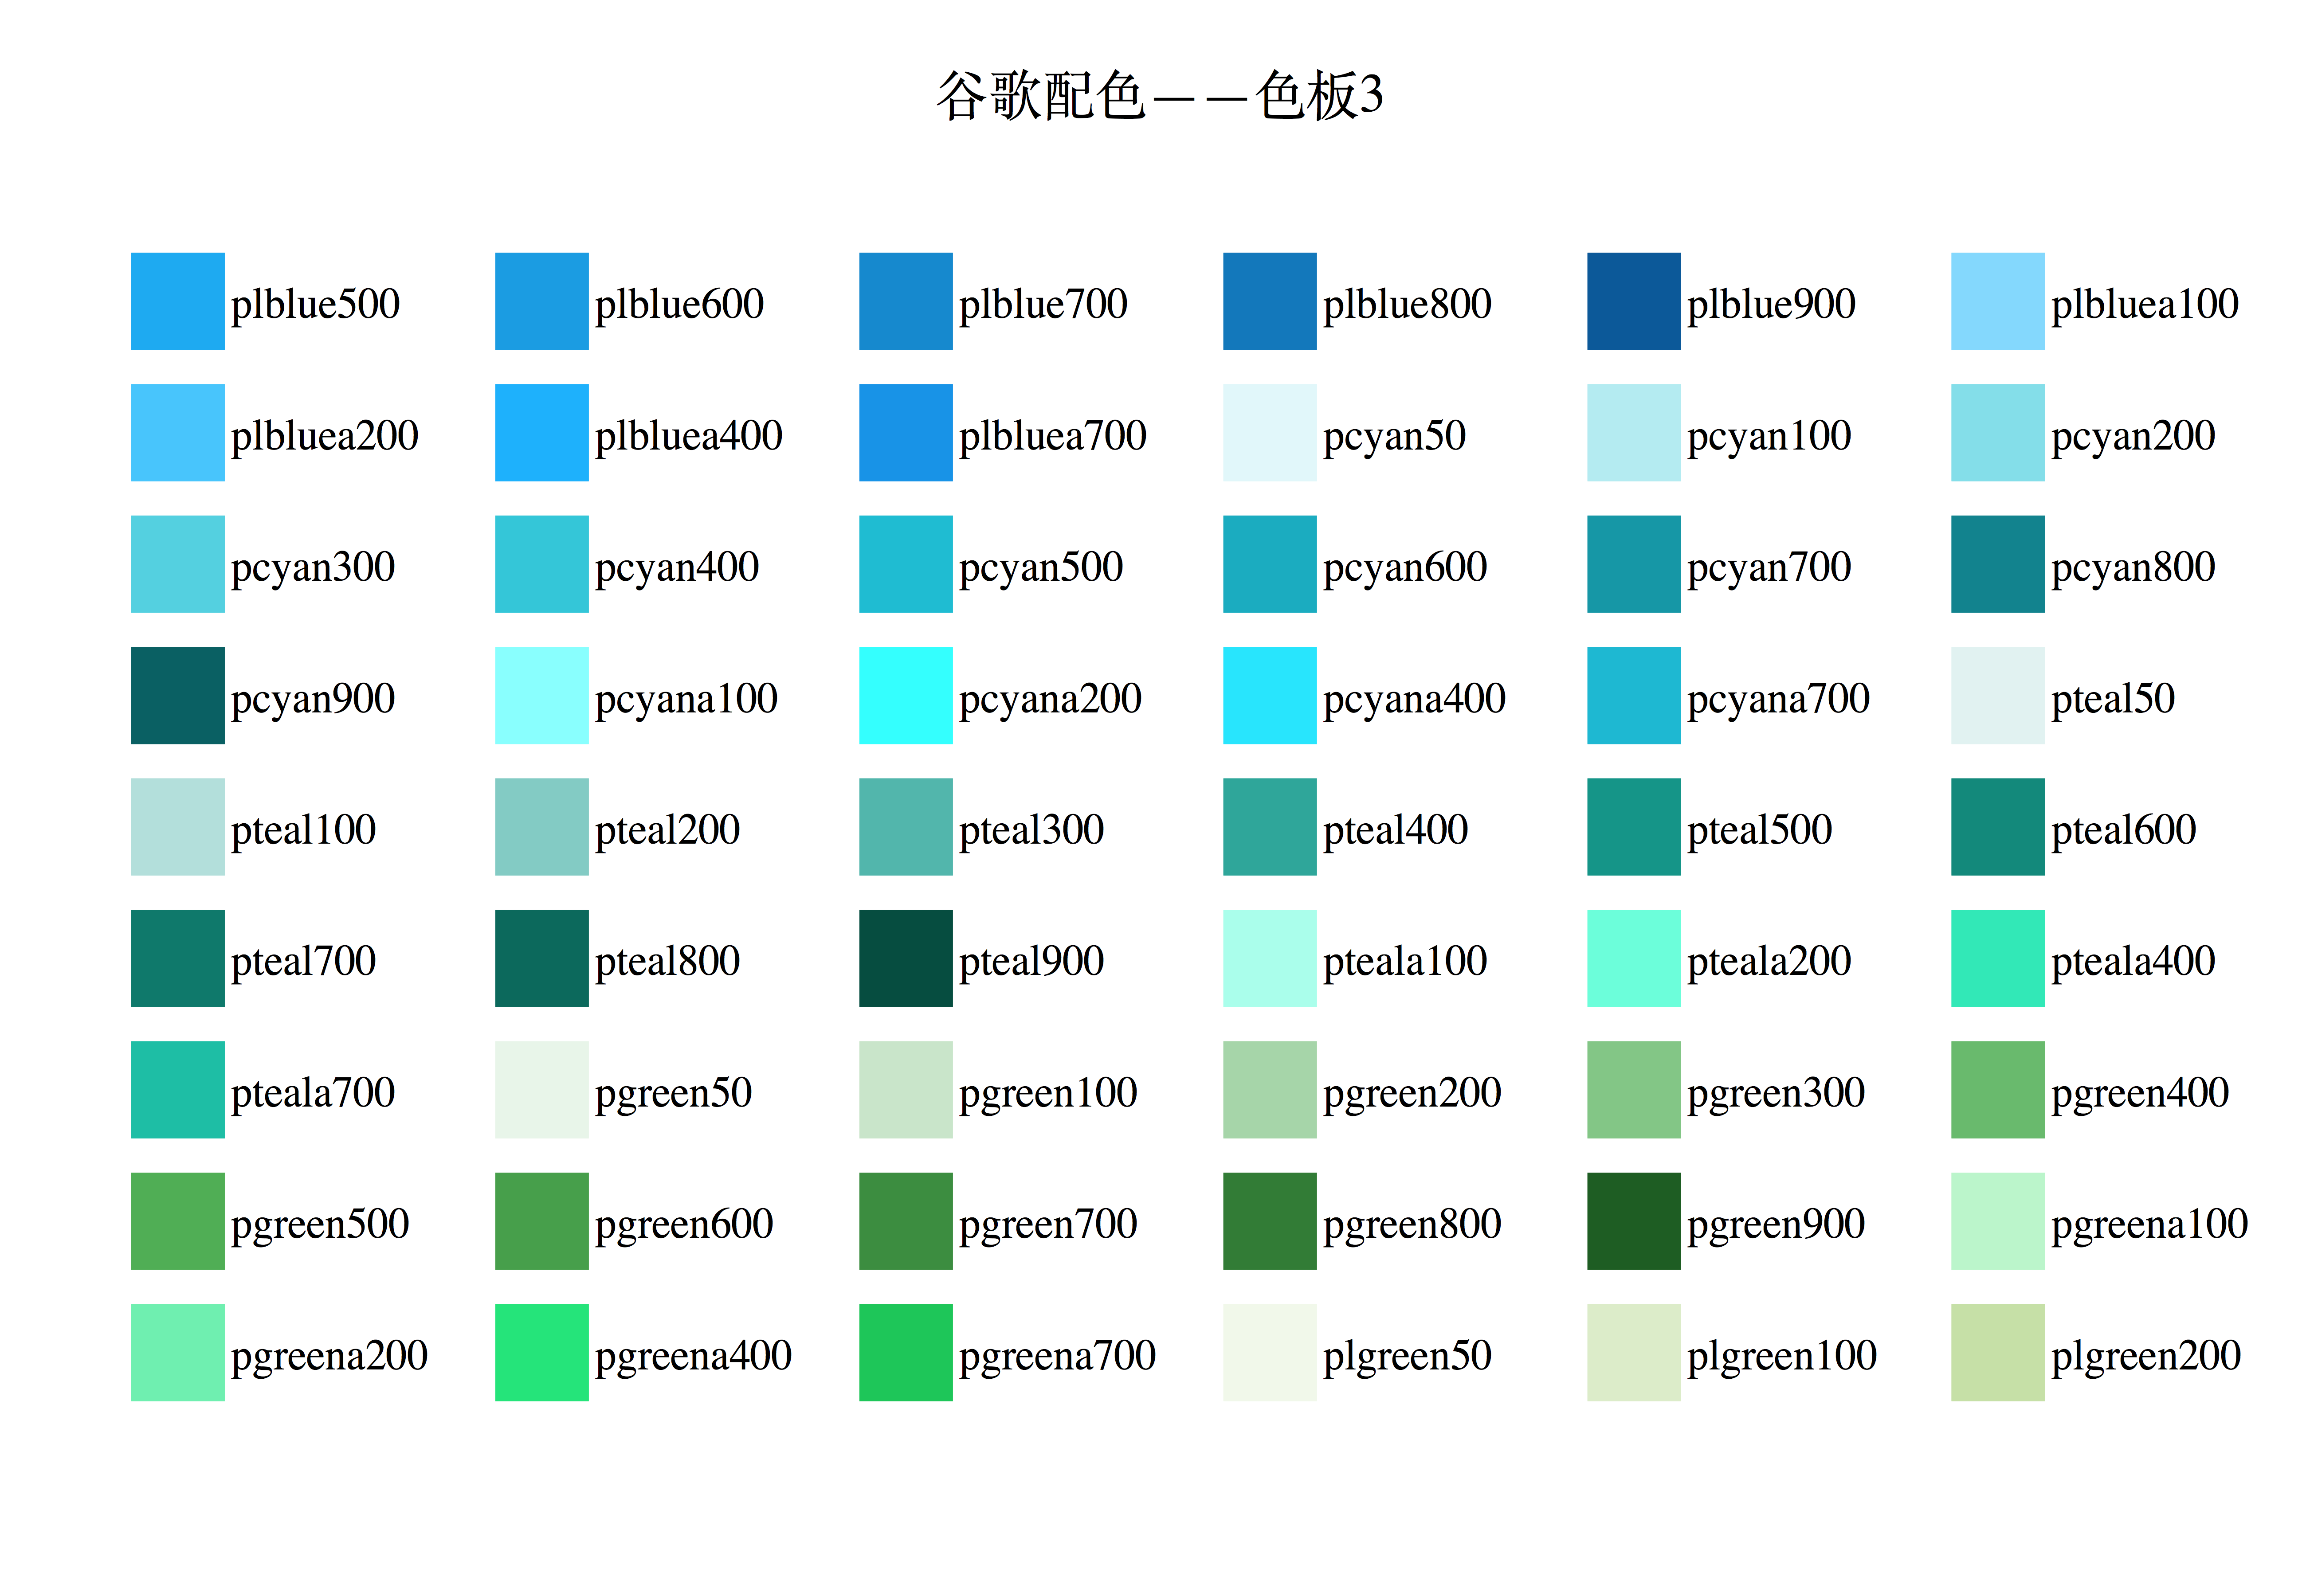 谷歌配色——色板3
plblue500 plblue600 plblue700 plblue800 plblue900 plbluea100
plbluea200 plbluea400 plbluea700 pcyan50 pcyan100 pcyan200
pcyan300 pcyan400 pcyan500 pcyan600 pcyan700 pcyan800
pcyan900 pcyana100 pcyana200 pcyana400 pcyana700 pteal50
pteal100 pteal200 pteal300 pteal400 pteal500 pteal600
pteal700 pteal800 pteal900 pteala100 pteala200 pteala400
pteala700 pgreen50 pgreen100 pgreen200 pgreen300 pgreen400
pgreen500 pgreen600 pgreen700 pgreen800 pgreen900 pgreena100
pgreena200 pgreena400 pgreena700 plgreen50 plgreen100 plgreen200